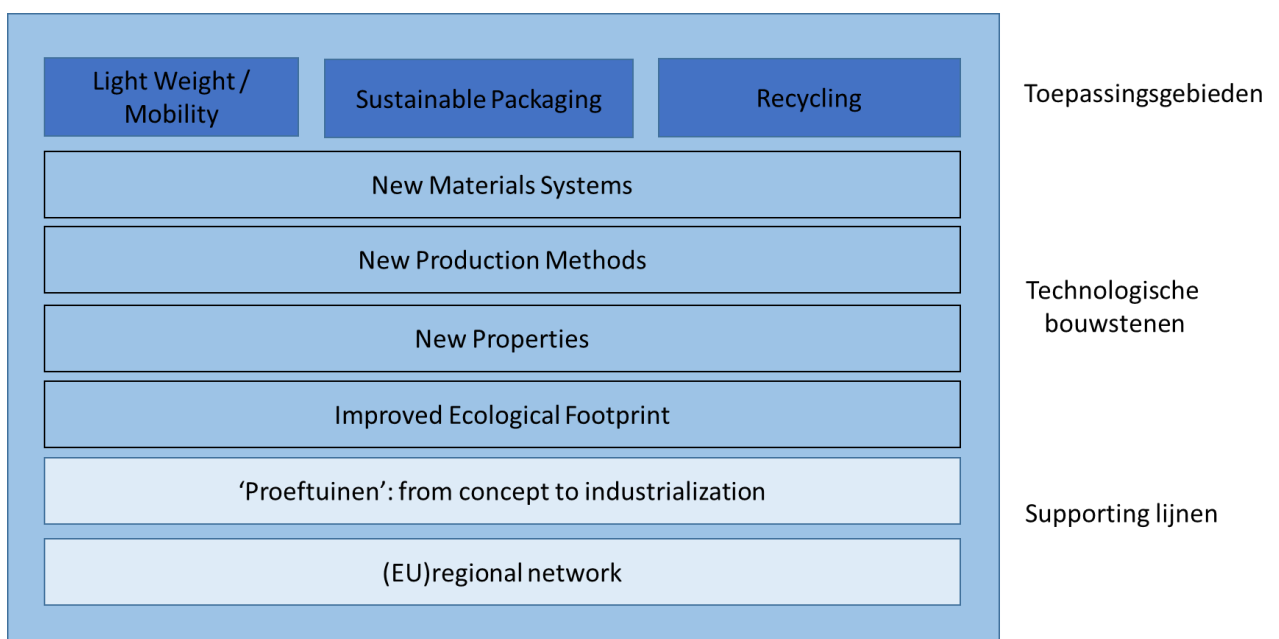 Light Weight /
Mobility
Sustainable Packaging
Recycling
Toepassingsgebieden
New Materials Systems
New Production Methods
New Properties
Technologische
bouwstenen
Improved Ecological Footprint
‘Proeftuinen’: from concept to industrialization
Supporting lijnen
(EU)regional network